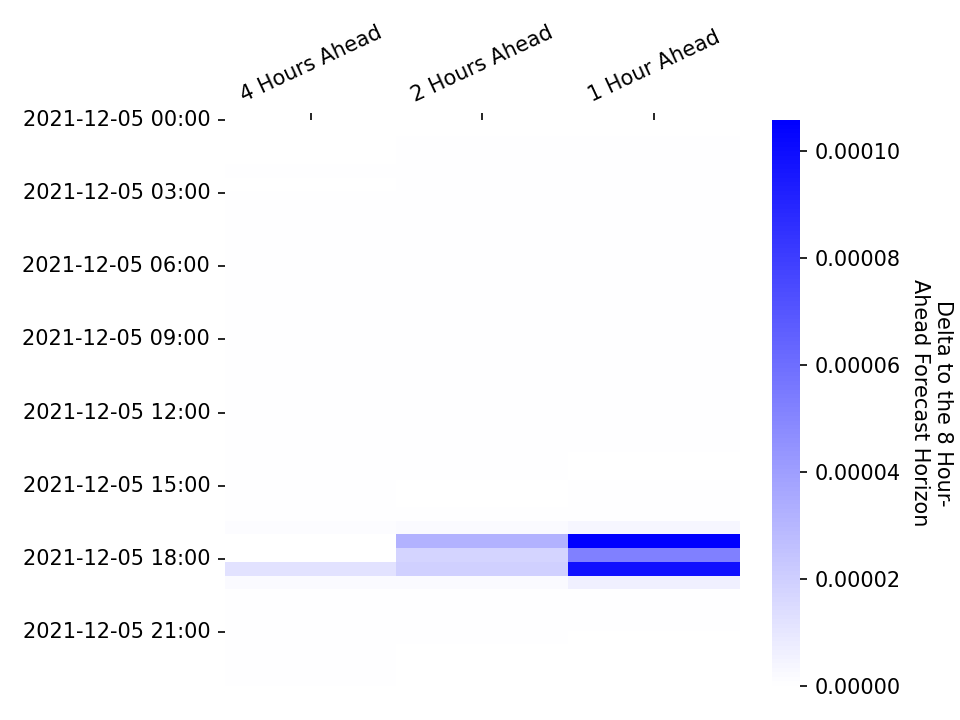 4 Hours Ahead
2 Hours Ahead
1 Hour Ahead
2021-12-05 00:00
2021-12-05 03:00
2021-12-05 06:00
2021-12-05 09:00
2021-12-05 12:00
2021-12-05 15:00
2021-12-05 18:00
2021-12-05 21:00
0.00010
0.00008
0.00006
0.00004
0.00002
0.00000
Delta to the 8 Hour-
Ahead Forecast Horizon